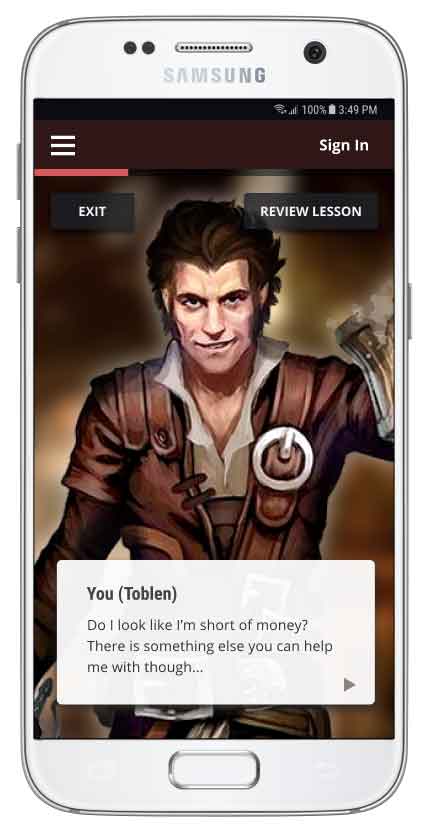 SAMSUNG
100% 3:49 PM
Sign In
EXIT
REVIEW LESSON
You (Toblen)
Do I look like I'm short of money?
There is something else you can help
me with though...